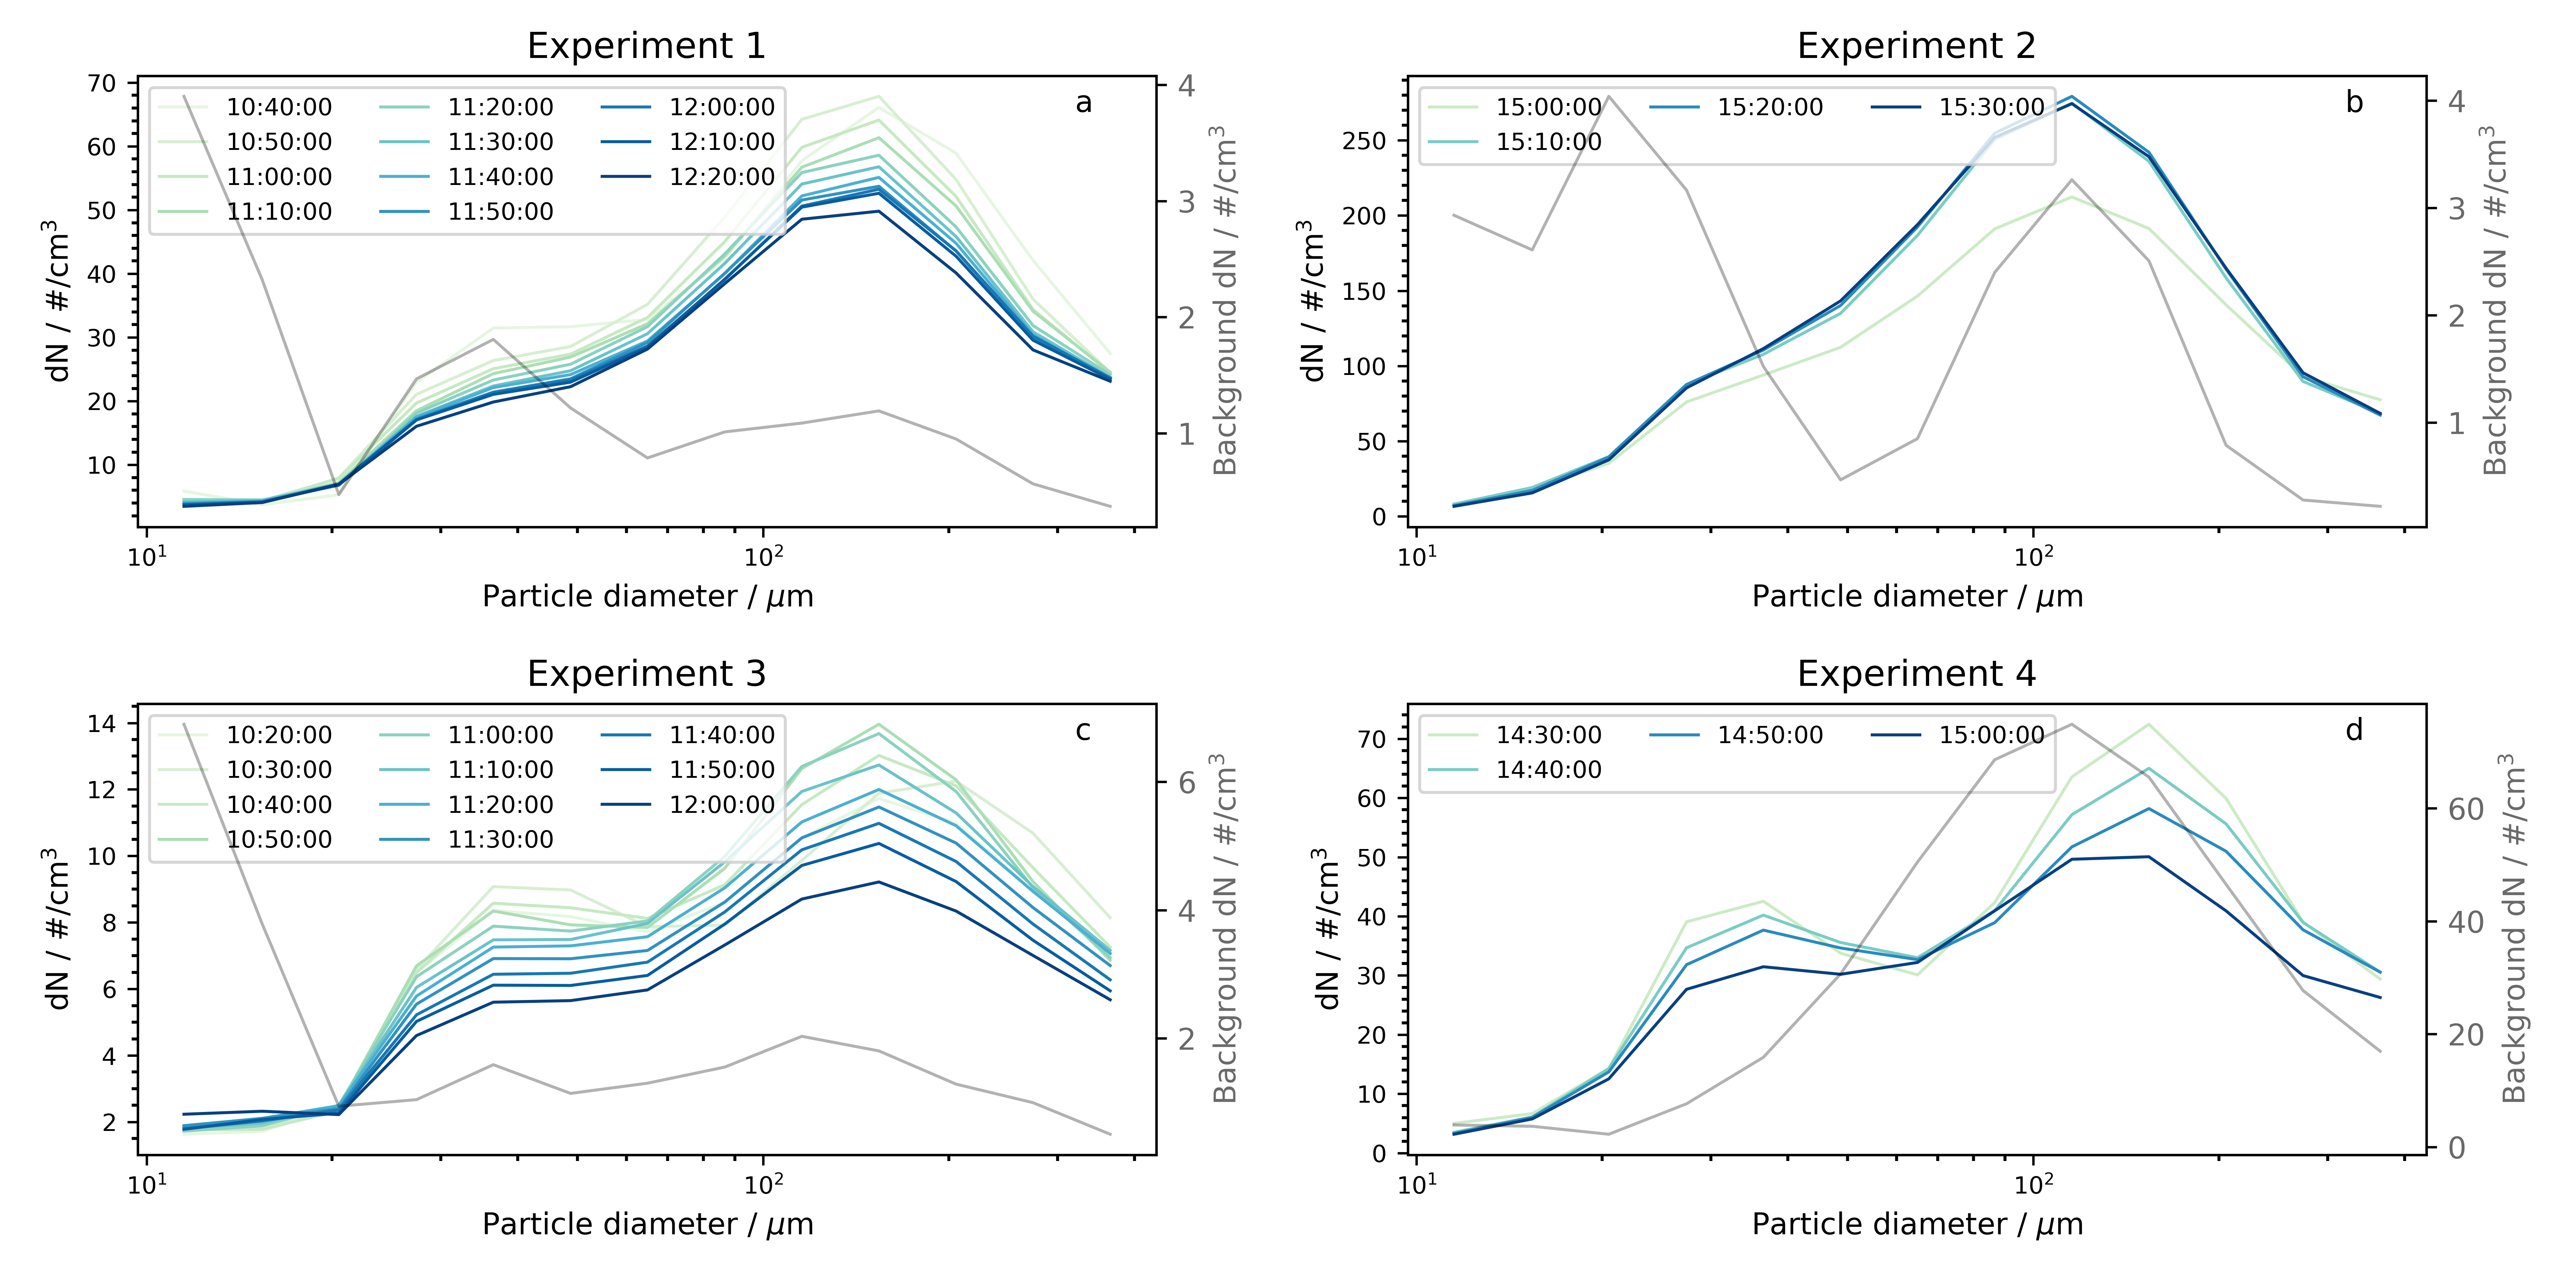 Experiment 1
a
10:40:00 11:20:00 12:00:00
10:50:00 11:30:00 12:10:00
11:00:00 11:40:00 12:20:00
11:10:00 11:50:00
70
60
50
40
30
20
10
dN / #/cm³
4
3
2
1
Background dN / #/cm³
10¹ 10²
Particle diameter / μm
Experiment 2
b
15:00:00 15:20:00 15:30:00
15:10:00
250
200
150
100
50
0
dN / #/cm³
4
3
2
1
Background dN / #/cm³
10¹ 10²
Particle diameter / μm
Experiment 3
c
10:20:00 11:00:00 11:40:00
10:30:00 11:10:00 11:50:00
10:40:00 11:20:00 12:00:00
10:50:00 11:30:00
14
12
10
8
6
4
2
dN / #/cm³
6
4
2
Background dN / #/cm³
10¹ 10²
Particle diameter / μm
Experiment 4
d
14:30:00 14:50:00 15:00:00
14:40:00
70
60
50
40
30
20
10
0
dN / #/cm³
60
40
20
0
Background dN / #/cm³
10¹ 10²
Particle diameter / μm